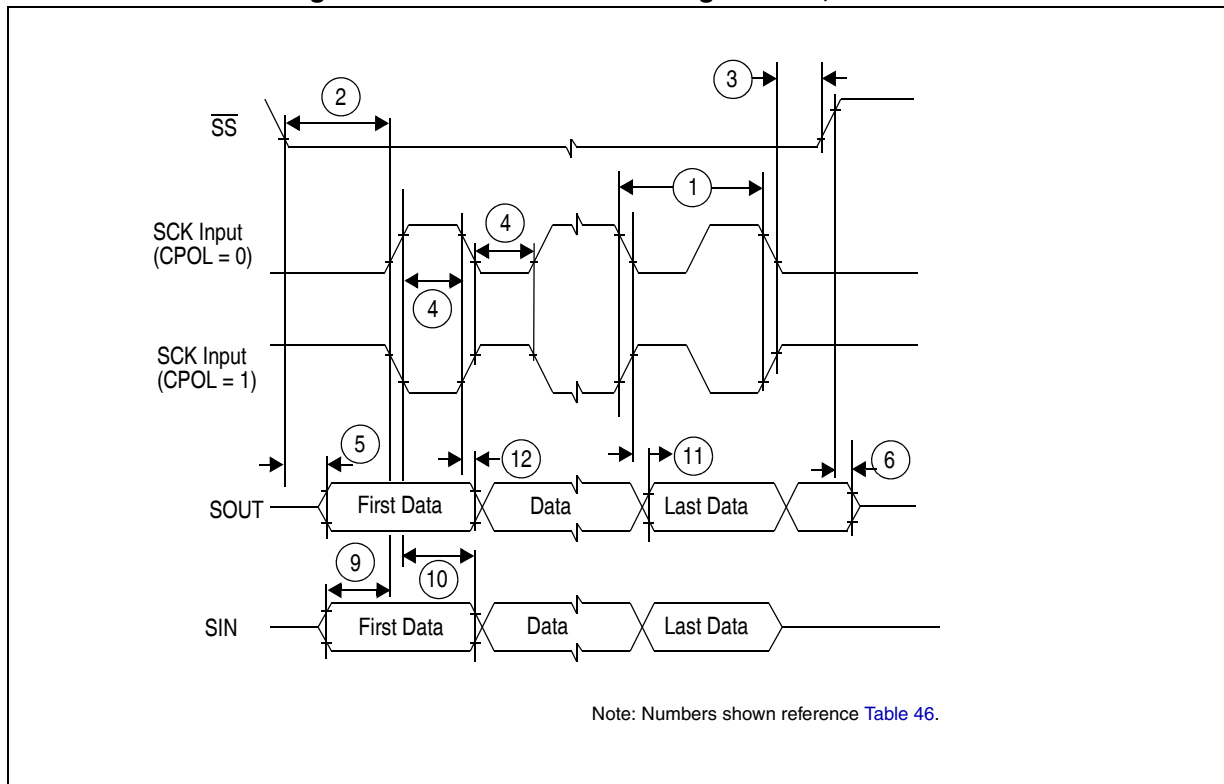 3
2
SS
1
SCK Input
(CPOL = 0)
4
4
SCK Input
(CPOL = 1)
5
12
11
6
SOUT
First Data
Data
Last Data
9
10
SIN
First Data
Data
Last Data
Note: Numbers shown reference Table 46.